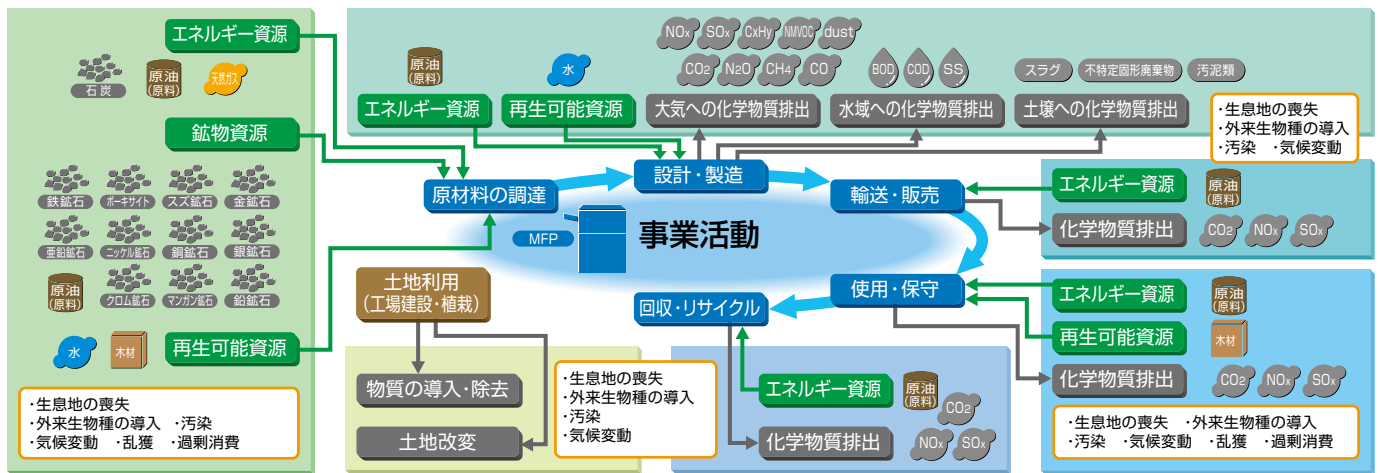 エネルギー資源
石炭
原油
(原料)
天然ガス
鉱物資源
鉄鉱石
ボーキサイト
スズ鉱石
金鉱石
亜鉛鉱石
ニッケル鉱石
銅鉱石
銀鉱石
原油
(原料)
クロム鉱石
マンガン鉱石
鉛鉱石
水
木材
再生可能資源
・生息地の喪失
・外来生物種の導入 ・汚染
・気候変動 ・乱獲 ・過剰消費
原油
(原料)
エネルギー資源
水
再生可能資源
NOx SOx CxHy NMVOC dust
CO2 N2O CH4 CO
大気への化学物質排出
BOD COD SS
水域への化学物質排出
スラグ 不特定固形廃棄物 汚泥類
土壌への化学物質排出
・生息地の喪失
・外来生物種の導入
・汚染 ・気候変動
原材料の調達
設計・製造
輸送・販売
使用・保守
回収・リサイクル
MFP
事業活動
エネルギー資源
原油
(原料)
化学物質排出
CO2 NOx SOx
エネルギー資源
原油
(原料)
再生可能資源
木材
化学物質排出
CO2 NOx SOx
・生息地の喪失 ・外来生物種の導入
・汚染 ・気候変動 ・乱獲 ・過剰消費
土地利用
(工場建設・植栽)
物質の導入・除去
土地改変
・生息地の喪失
・外来生物種の導入
・汚染
・気候変動
エネルギー資源
原油
(原料)
化学物質排出
CO2
NOx SOx